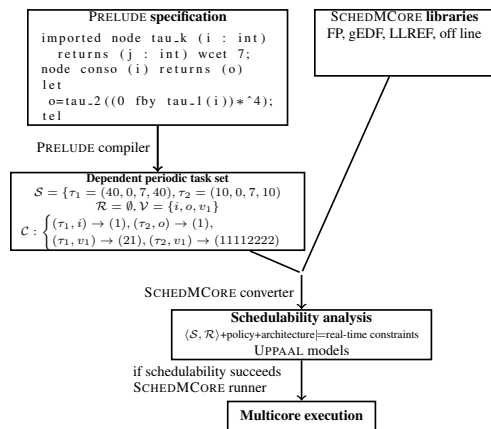 PRELUDE specification
imported node tau_k (i : int)
returns (j : int) wcet 7;
node conso (i) returns (o)
let
o=tau_2((0 fby tau_1(i))*^4);
tel
SCHEDMCORE libraries
FP, gEDF, LLREF, off line
PRELUDE compiler
Dependent periodic task set
S = {τ1 = (40, 0, 7, 40), τ2 = (10, 0, 7, 10)
R = ∅, V = {i, o, v1}
C : { (τ1, i) → (1), (τ2, o) → (1),
(τ1, v1) → (21), (τ2, v1) → (11112222)
SCHEDMCORE converter
Schedulability analysis
⟨S, R⟩+policy+architecture|=real-time constraints
UPPAAL models
if schedulability succeeds
SCHEDMCORE runner
Multicore execution